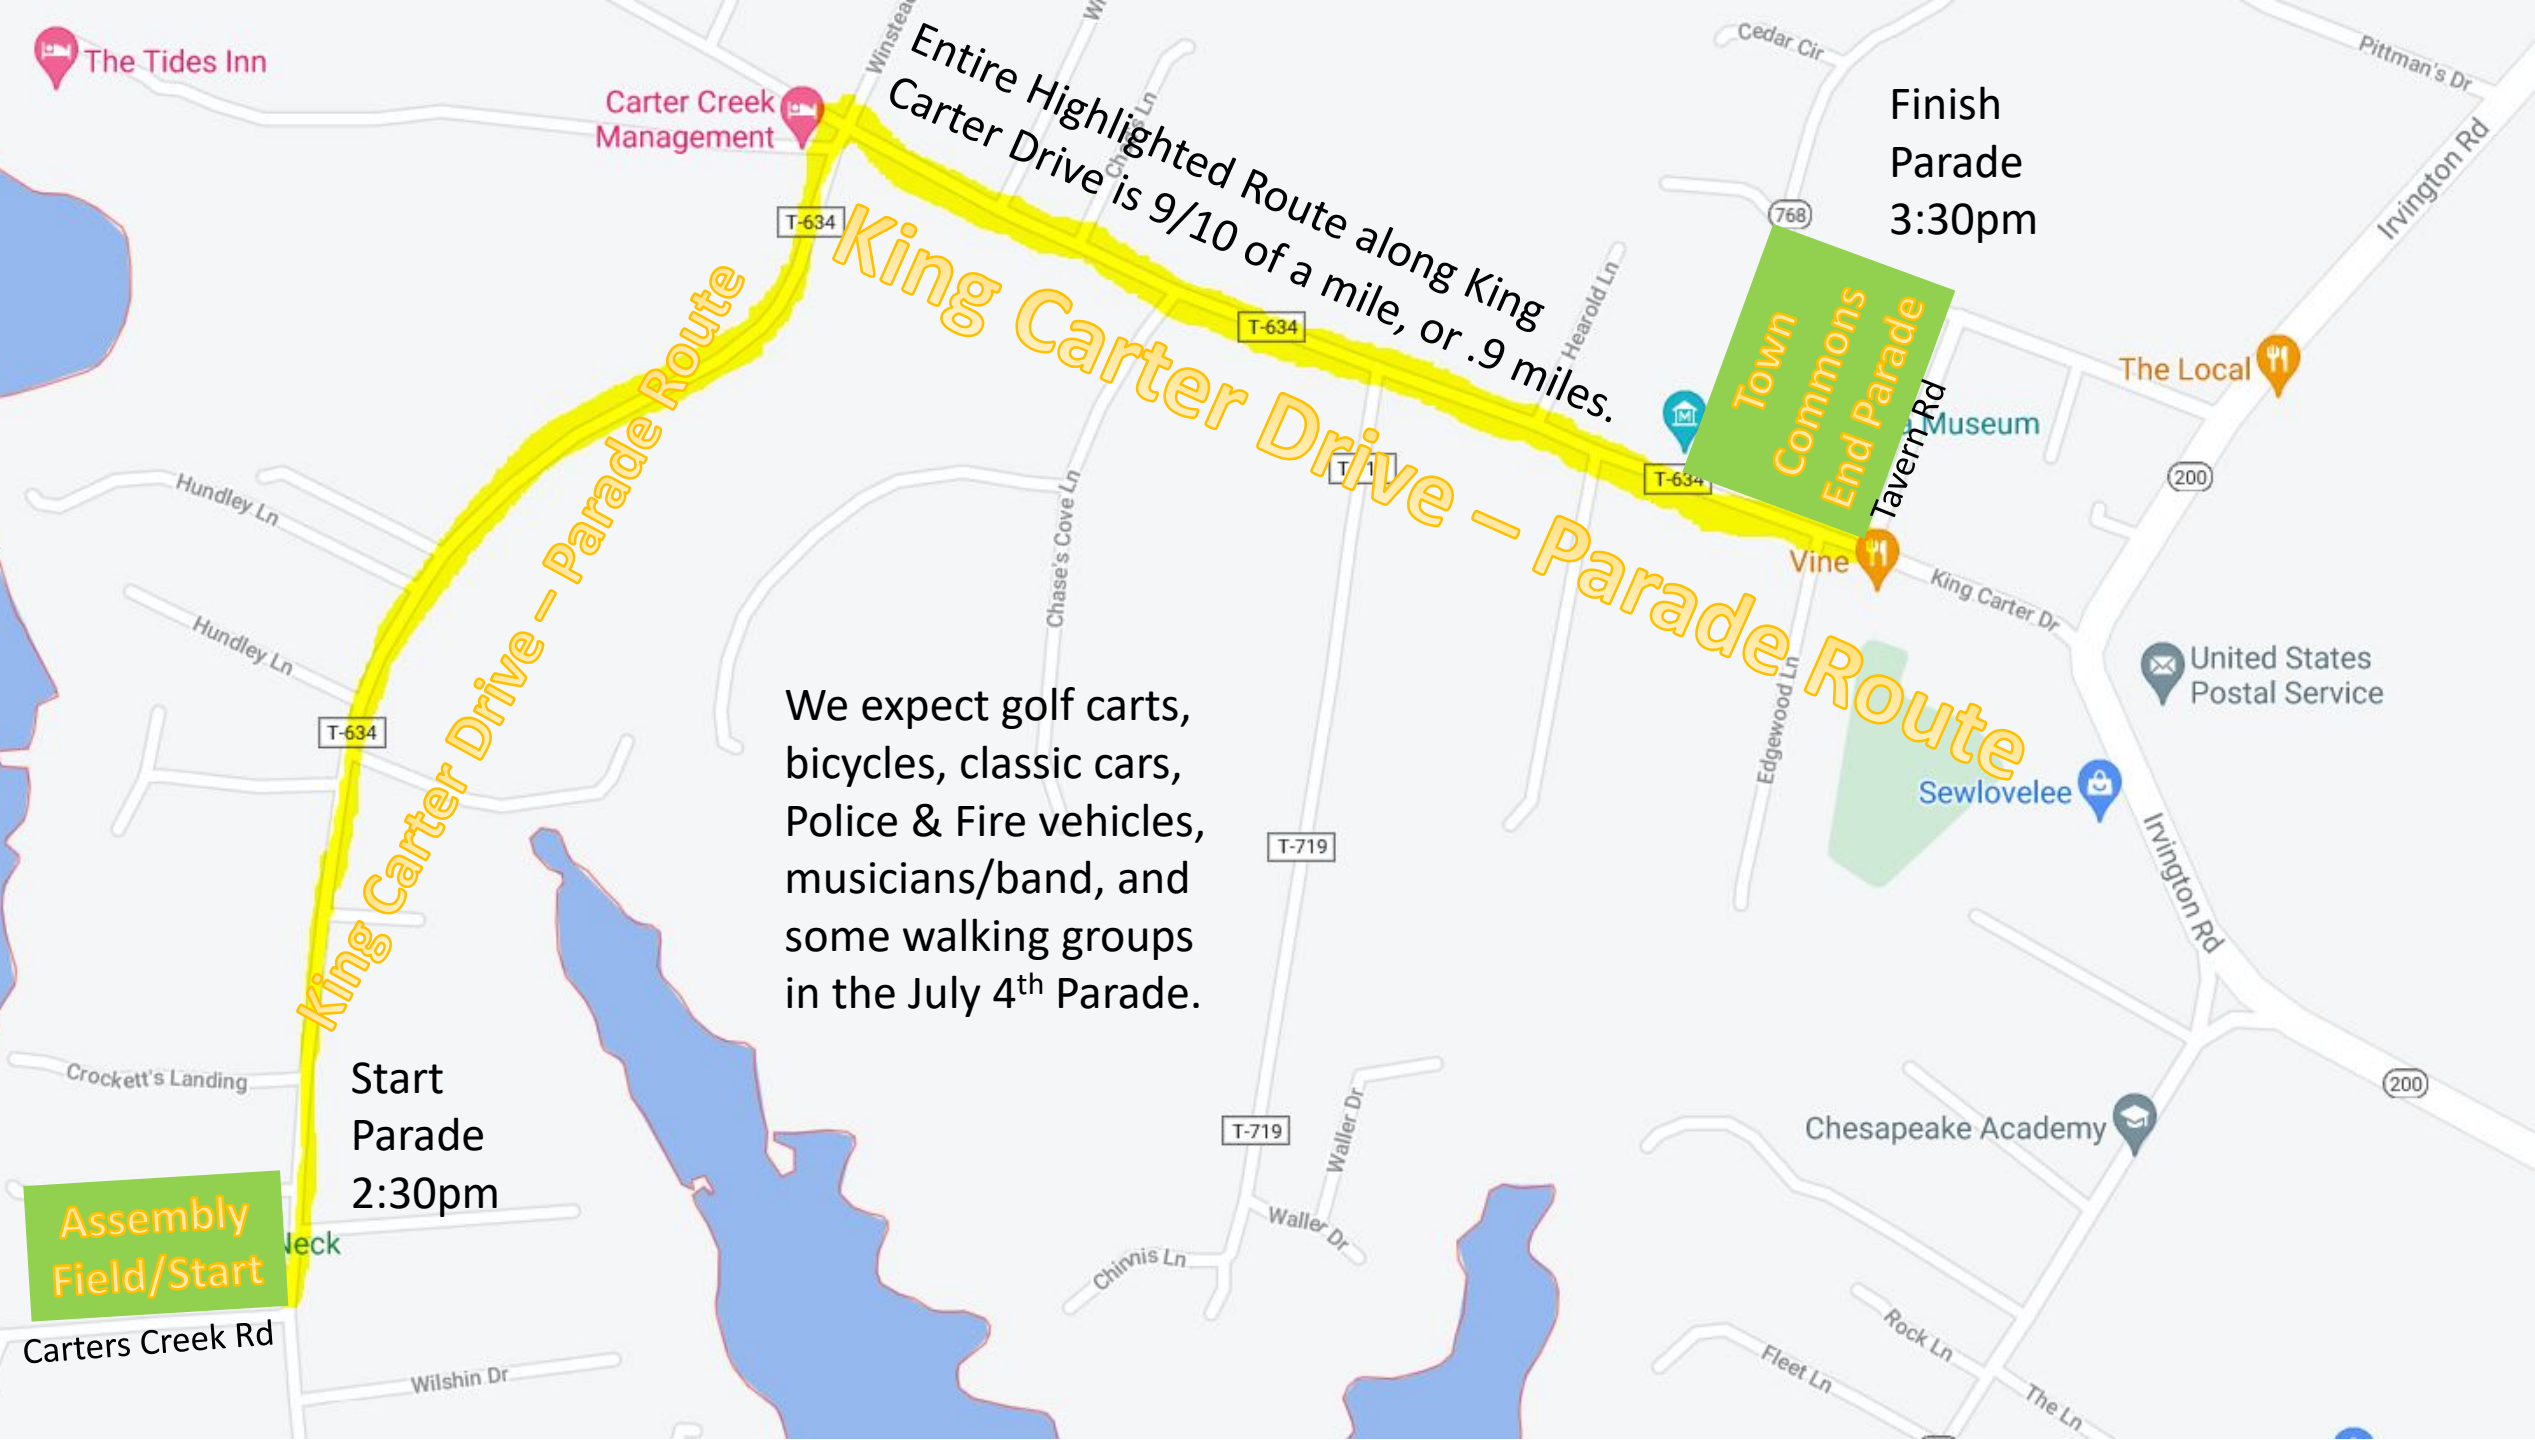 The Tides Inn
Carter Creek
Management
Entire Highlighted Route along King
Carter Drive is 9/10 of a mile, or .9 miles.
Cedar Cir
Pittman's Dr
Irvington Rd
Finish
Parade
3:30pm
768
T-634
King Carter Drive – Parade Route
T-634
Hearold Ln
Town
Commons
End Parade
Tavern Rd
Museum
The Local
200
T-634
Vine
King Carter Dr
King Carter Drive – Parade Route
Hundley Ln
Hundley Ln
T-634
Chase's Cove Ln
Edgewood Ln
United States
Postal Service
Sewlovelee
Irvington Rd
We expect golf carts,
bicycles, classic cars,
Police & Fire vehicles,
musicians/band, and
some walking groups
in the July 4th Parade.
T-719
T-719
Crockett's Landing
Start
Parade
2:30pm
Assembly
Field/Start
Neck
Carters Creek Rd
Wilshin Dr
Waller Dr
Waller Dr
Chinnis Ln
Chesapeake Academy
200
Rock Ln
Fleet Ln
The Ln